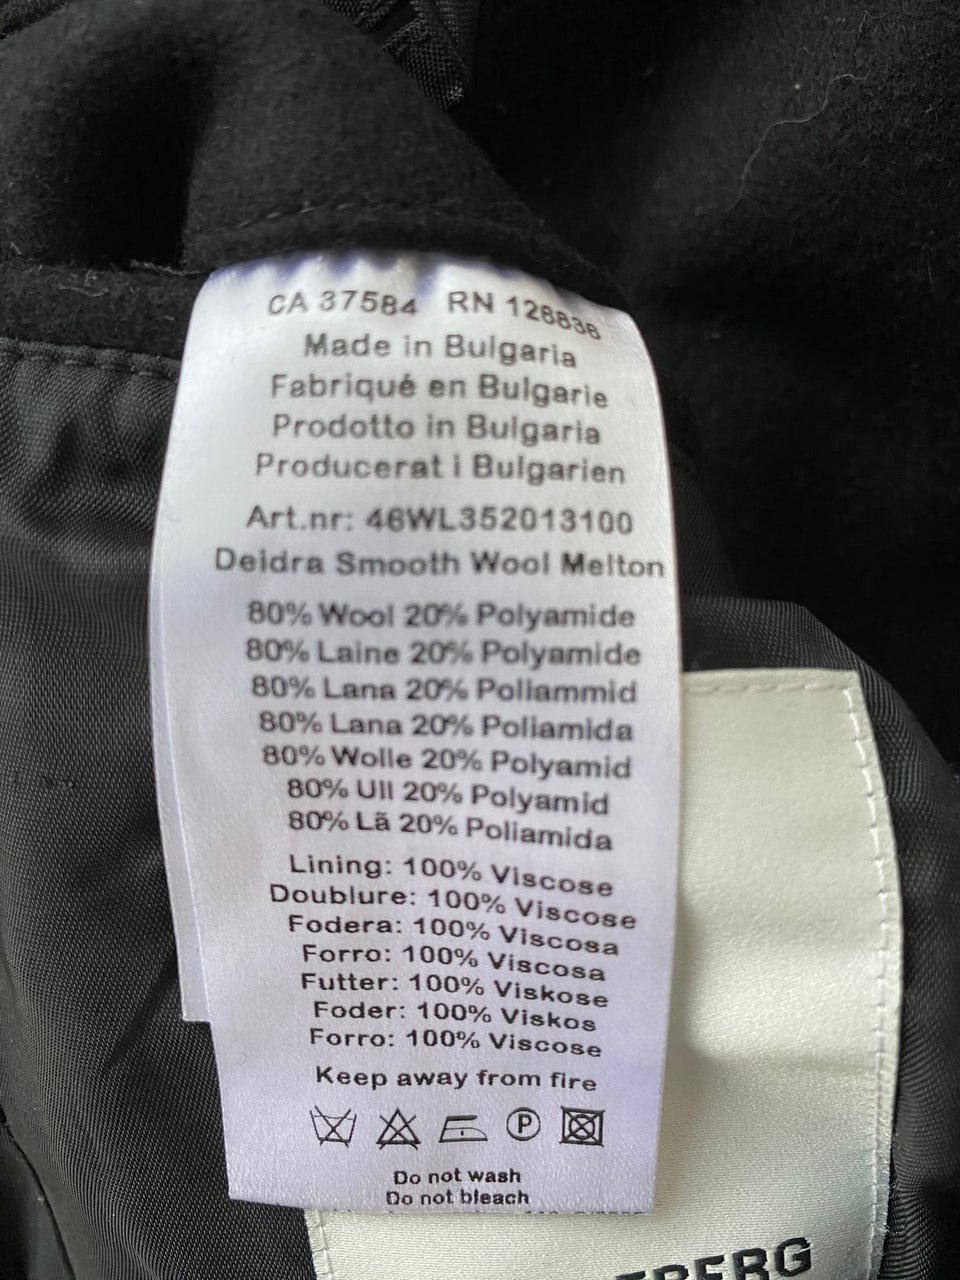 CA 37584 RN 128836
Made in Bulgaria
Fabriqué en Bulgarie
Prodotto in Bulgaria
Producerat i Bulgarien
Art.nr: 46WL352013100
Deidra Smooth Wool Melton
80% Wool 20% Polyamide
80% Laine 20% Polyamide
80% Lana 20% Poliammid
80% Lana 20% Poliamida
80% Wolle 20% Polyamid
80% Ull 20% Polyamid
80% Lã 20% Poliamida
Lining: 100% Viscose
Doublure: 100% Viscose
Fodera: 100% Viscosa
Forro: 100% Viscosa
Futter: 100% Viskose
Foder: 100% Viskos
Forro: 100% Viscose
Keep away from fire
P
Do not wash
Do not bleach